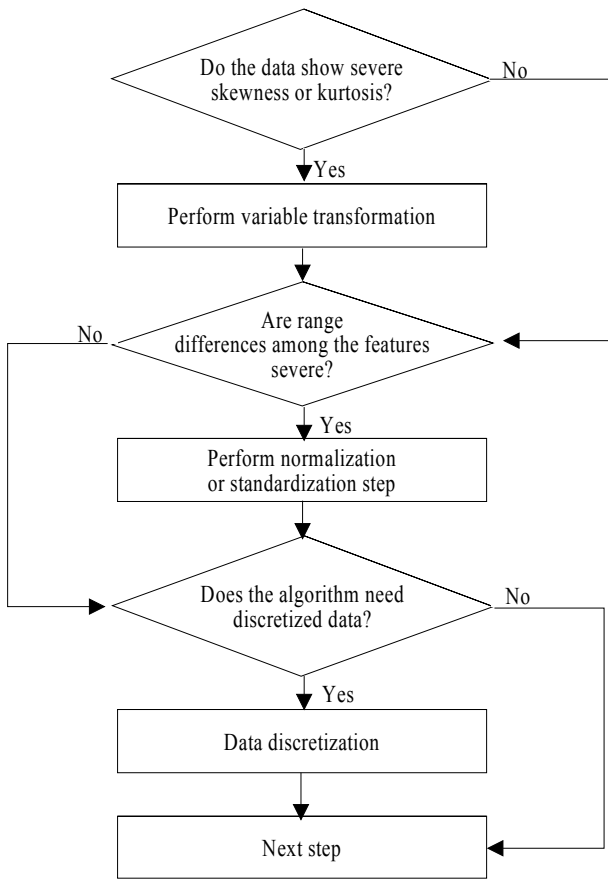 Do the data show severe
skewness or kurtosis?
No
Yes
Perform variable transformation
No
Are range
differences among the features
severe?
Yes
Perform normalization
or standardization step
Does the algorithm need
discretized data?
No
Yes
Data discretization
Next step